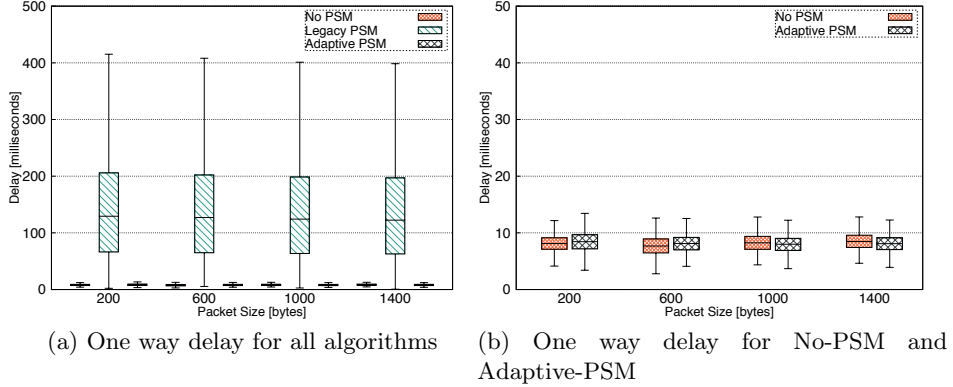 500
400
300
200
100
0
Delay [milliseconds]
No PSM
Legacy PSM
Adaptive PSM
200 600 1000 1400
Packet Size [bytes]
(a) One way delay for all algorithms
50
40
30
20
10
0
Delay [milliseconds]
No PSM
Adaptive PSM
200 600 1000 1400
Packet Size [bytes]
(b) One way delay for No-PSM and
Adaptive-PSM